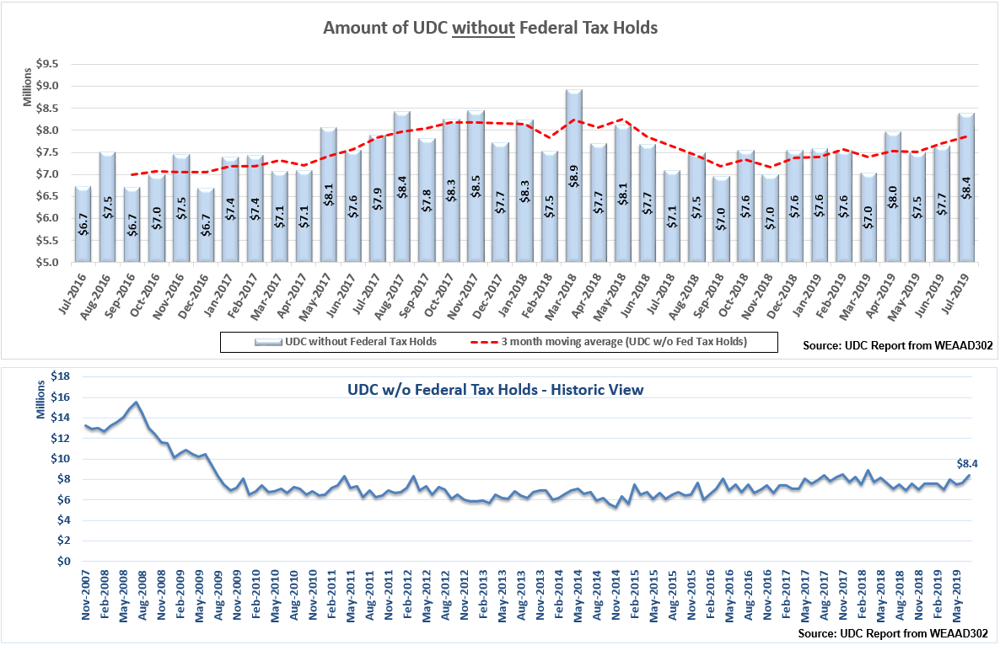 Amount of UDC without Federal Tax Holds
Millions
$9.5
$9.0
$8.5
$8.0
$7.5
$7.0
$6.5
$6.0
$5.5
$5.0
$6.7 $7.5 $6.7 $7.0 $7.5 $6.7 $7.4 $7.4 $7.1 $7.1 $8.1 $7.6 $7.9 $8.4 $7.8 $8.3 $8.5 $7.7 $8.3 $7.5 $8.9 $7.7 $8.1 $7.7 $7.1 $7.5 $7.0 $7.6 $7.0 $7.6 $7.6 $7.6 $7.0 $8.0 $7.5 $7.7 $8.4
Jul-2016 Aug-2016 Sep-2016 Oct-2016 Nov-2016 Dec-2016 Jan-2017 Feb-2017 Mar-2017 Apr-2017 May-2017 Jun-2017 Jul-2017 Aug-2017 Sep-2017 Oct-2017 Nov-2017 Dec-2017 Jan-2018 Feb-2018 Mar-2018 Apr-2018 May-2018 Jun-2018 Jul-2018 Aug-2018 Sep-2018 Oct-2018 Nov-2018 Dec-2018 Jan-2019 Feb-2019 Mar-2019 Apr-2019 May-2019 Jun-2019 Jul-2019
UDC without Federal Tax Holds 3 month moving average (UDC w/o Fed Tax Holds)
Source: UDC Report from WEAAD302
UDC w/o Federal Tax Holds - Historic View
Millions
$18
$16
$14
$12
$10
$8
$6
$4
$2
$0
$8.4
Nov-2007 Feb-2008 May-2008 Aug-2008 Nov-2008 Feb-2009 May-2009 Aug-2009 Nov-2009 Feb-2010 May-2010 Aug-2010 Nov-2010 Feb-2011 May-2011 Aug-2011 Nov-2011 Feb-2012 May-2012 Aug-2012 Nov-2012 Feb-2013 May-2013 Aug-2013 Nov-2013 Feb-2014 May-2014 Aug-2014 Nov-2014 Feb-2015 May-2015 Aug-2015 Nov-2015 Feb-2016 May-2016 Aug-2016 Nov-2016 Feb-2017 May-2017 Aug-2017 Nov-2017 Feb-2018 May-2018 Aug-2018 Nov-2018 Feb-2019 May-2019
Source: UDC Report from WEAAD302